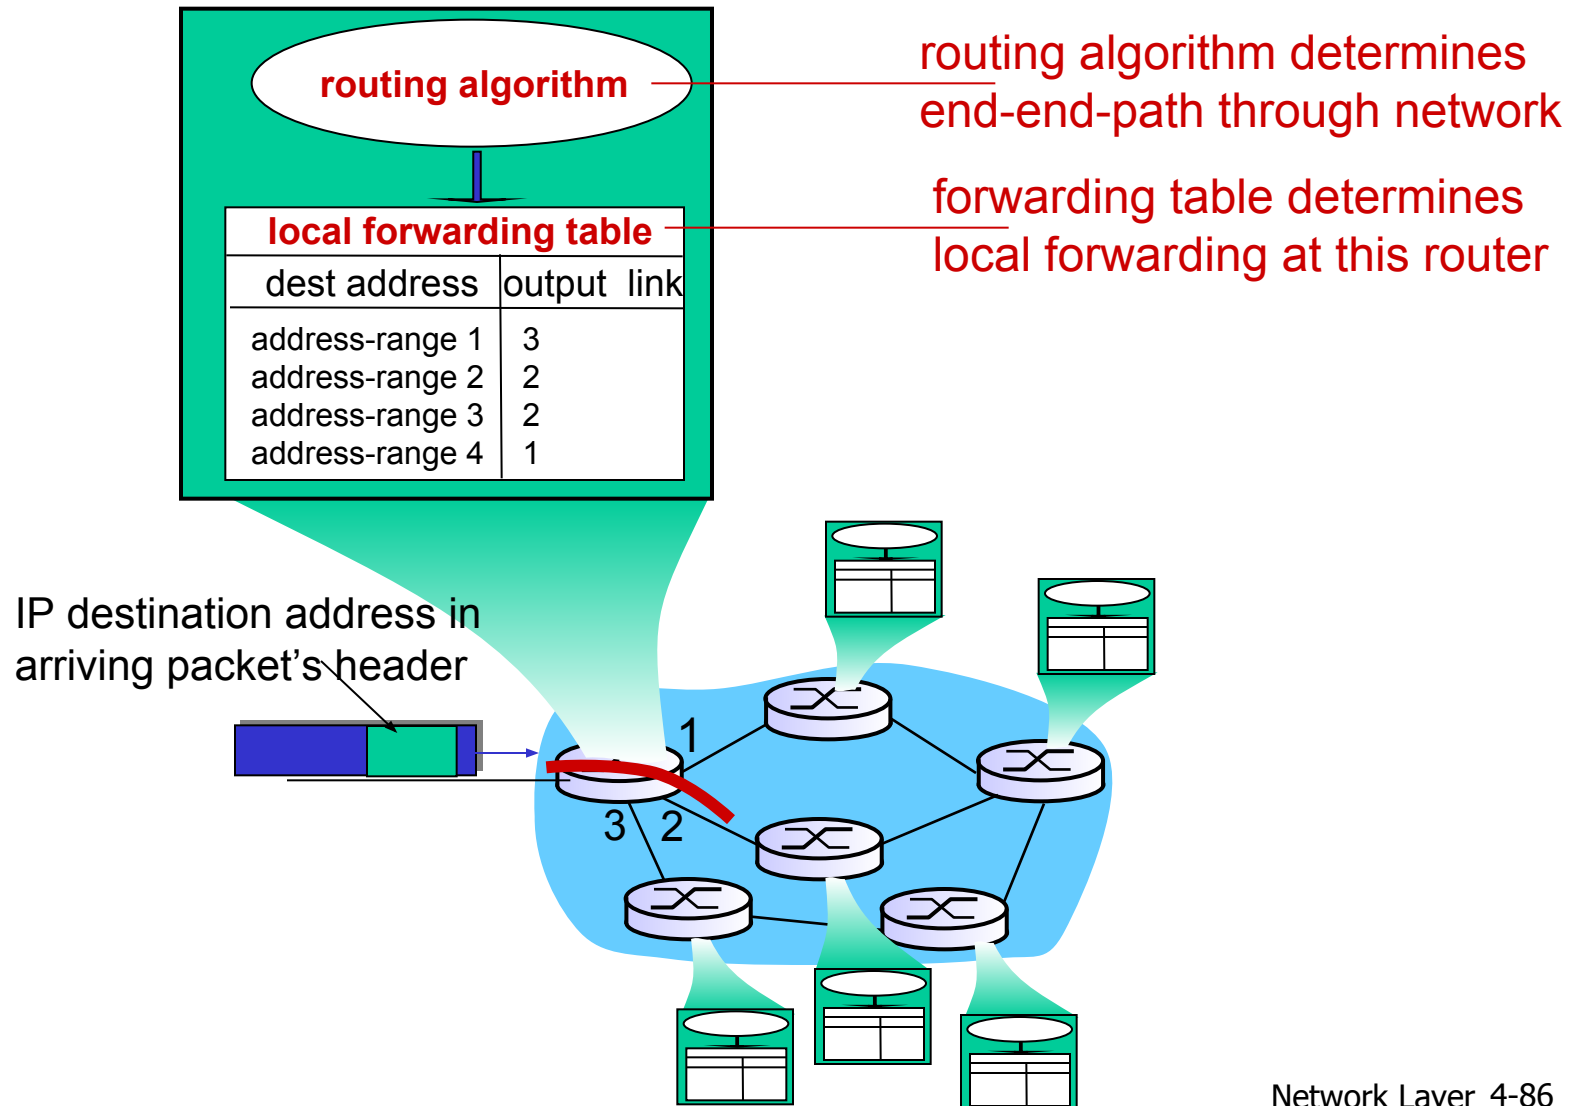 routing algorithm
routing algorithm determines
end-end-path through network
forwarding table determines
local forwarding at this router
local forwarding table
dest address output link
address-range 1 3
address-range 2 2
address-range 3 2
address-range 4 1
IP destination address in
arriving packet's header
1
3 2
Network Layer 4-86